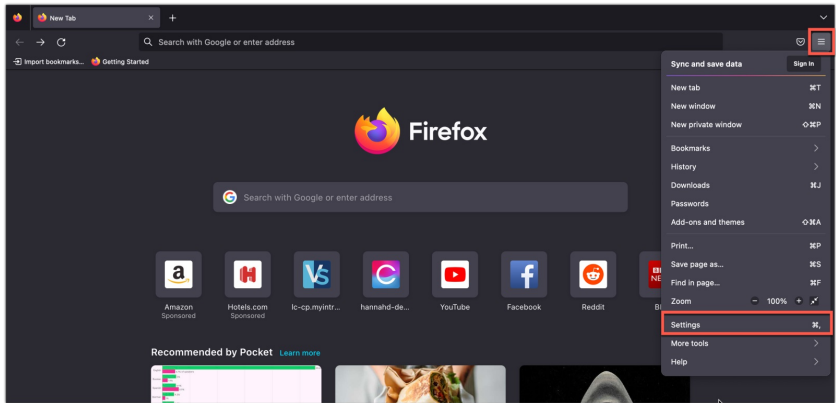 New Tab
Search with Google or enter address
Import bookmarks...
Getting Started
Firefox
Search with Google or enter address
Amazon
Sponsored
Hotels.com
Sponsored
lc-cp.myintr...
hannahd-de...
YouTube
Facebook
Reddit
Recommended by Pocket Learn more
Sync and save data Sign In
New tab ⌘T
New window ⌘N
New private window ⇧⌘P
Bookmarks
History
Downloads ⌘J
Passwords
Add-ons and themes ⇧⌘A
Print... ⌘P
Save page as... ⌘S
Find in page... ⌘F
Zoom − 100% +
Settings ⌘,
More tools
Help